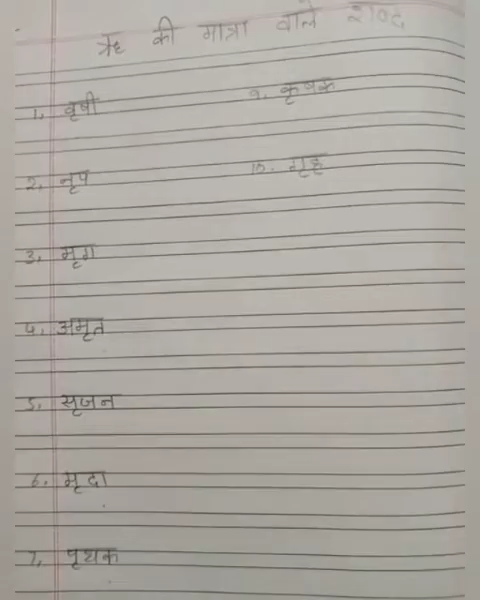 ऋ की मात्रा वाले शब्द
1. वृषी
2. नृप
3. मृग
4. अमृत
5. सृजन
6. मृदा
7. पृथक
9. कृषक
10. गृह